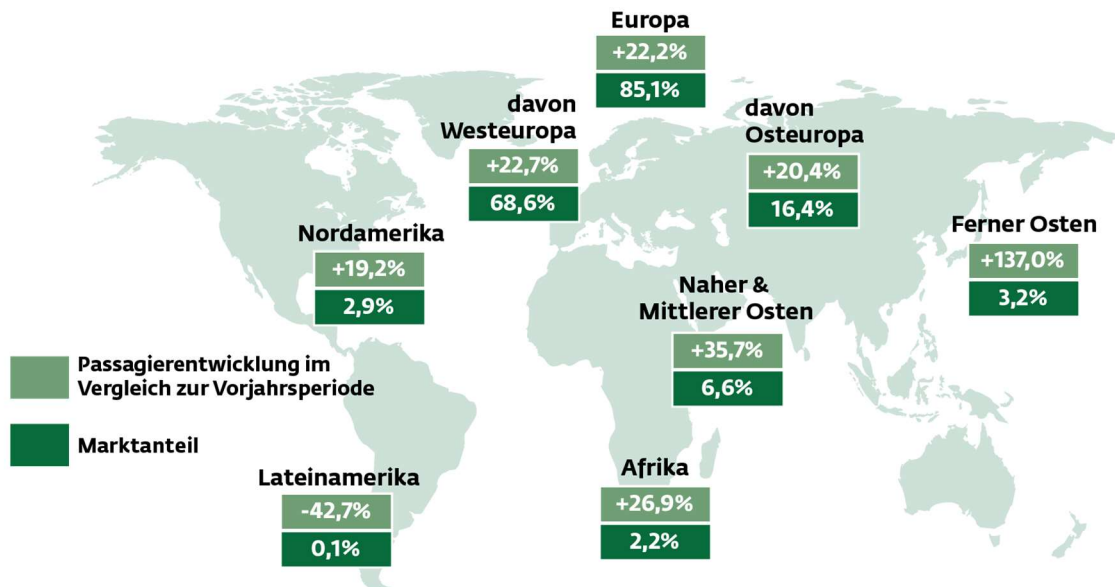 Europa
+22,2%
85,1%
davon
Westeuropa
+22,7%
68,6%
davon
Osteuropa
+20,4%
16,4%
Nordamerika
+19,2%
2,9%
Ferner Osten
+137,0%
3,2%
Naher &
Mittlerer Osten
+35,7%
6,6%
Passagierentwicklung im
Vergleich zur Vorjahrsperiode
Marktanteil
Lateinamerika
-42,7%
0,1%
Afrika
+26,9%
2,2%